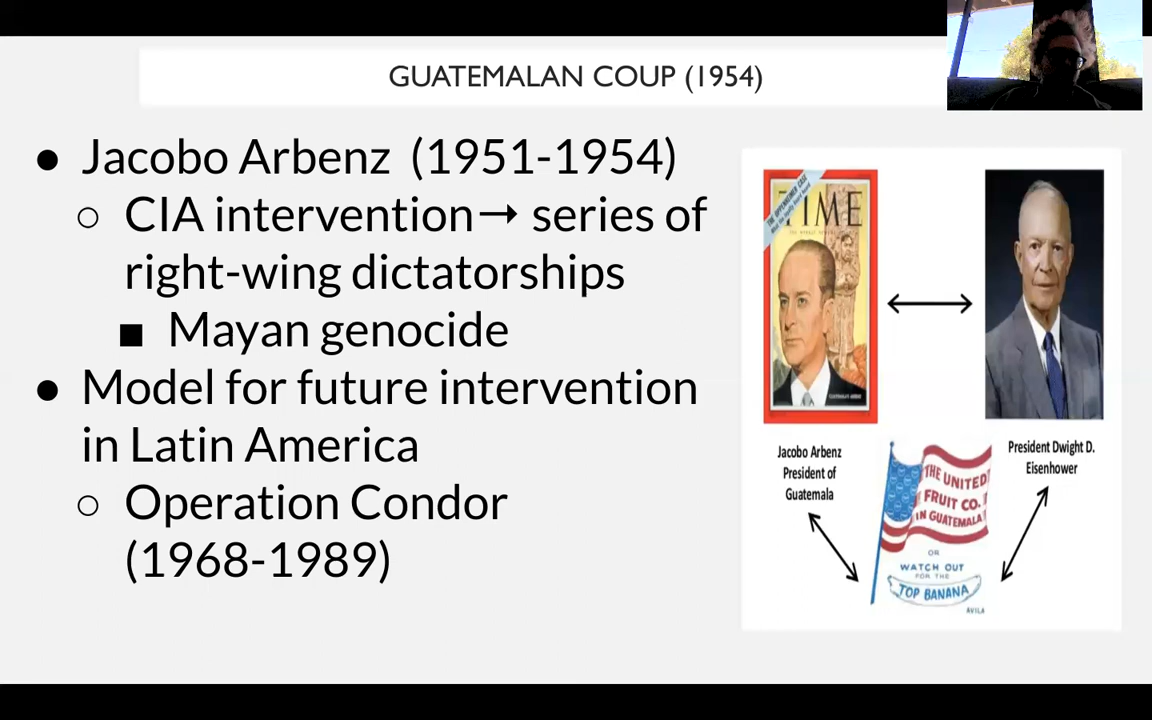 GUATEMALAN COUP (1954)
● Jacobo Arbenz (1951-1954)
○ CIA intervention→ series of
right-wing dictatorships
■ Mayan genocide
● Model for future intervention
in Latin America
○ Operation Condor
(1968-1989)
TIME
Jacobo Arbenz
President of
Guatemala
President Dwight D.
Eisenhower
THE UNITED
FRUIT CO.
IN GUATEMALA
OR
WATCH OUT
FOR THE
TOP BANANA
AVILA